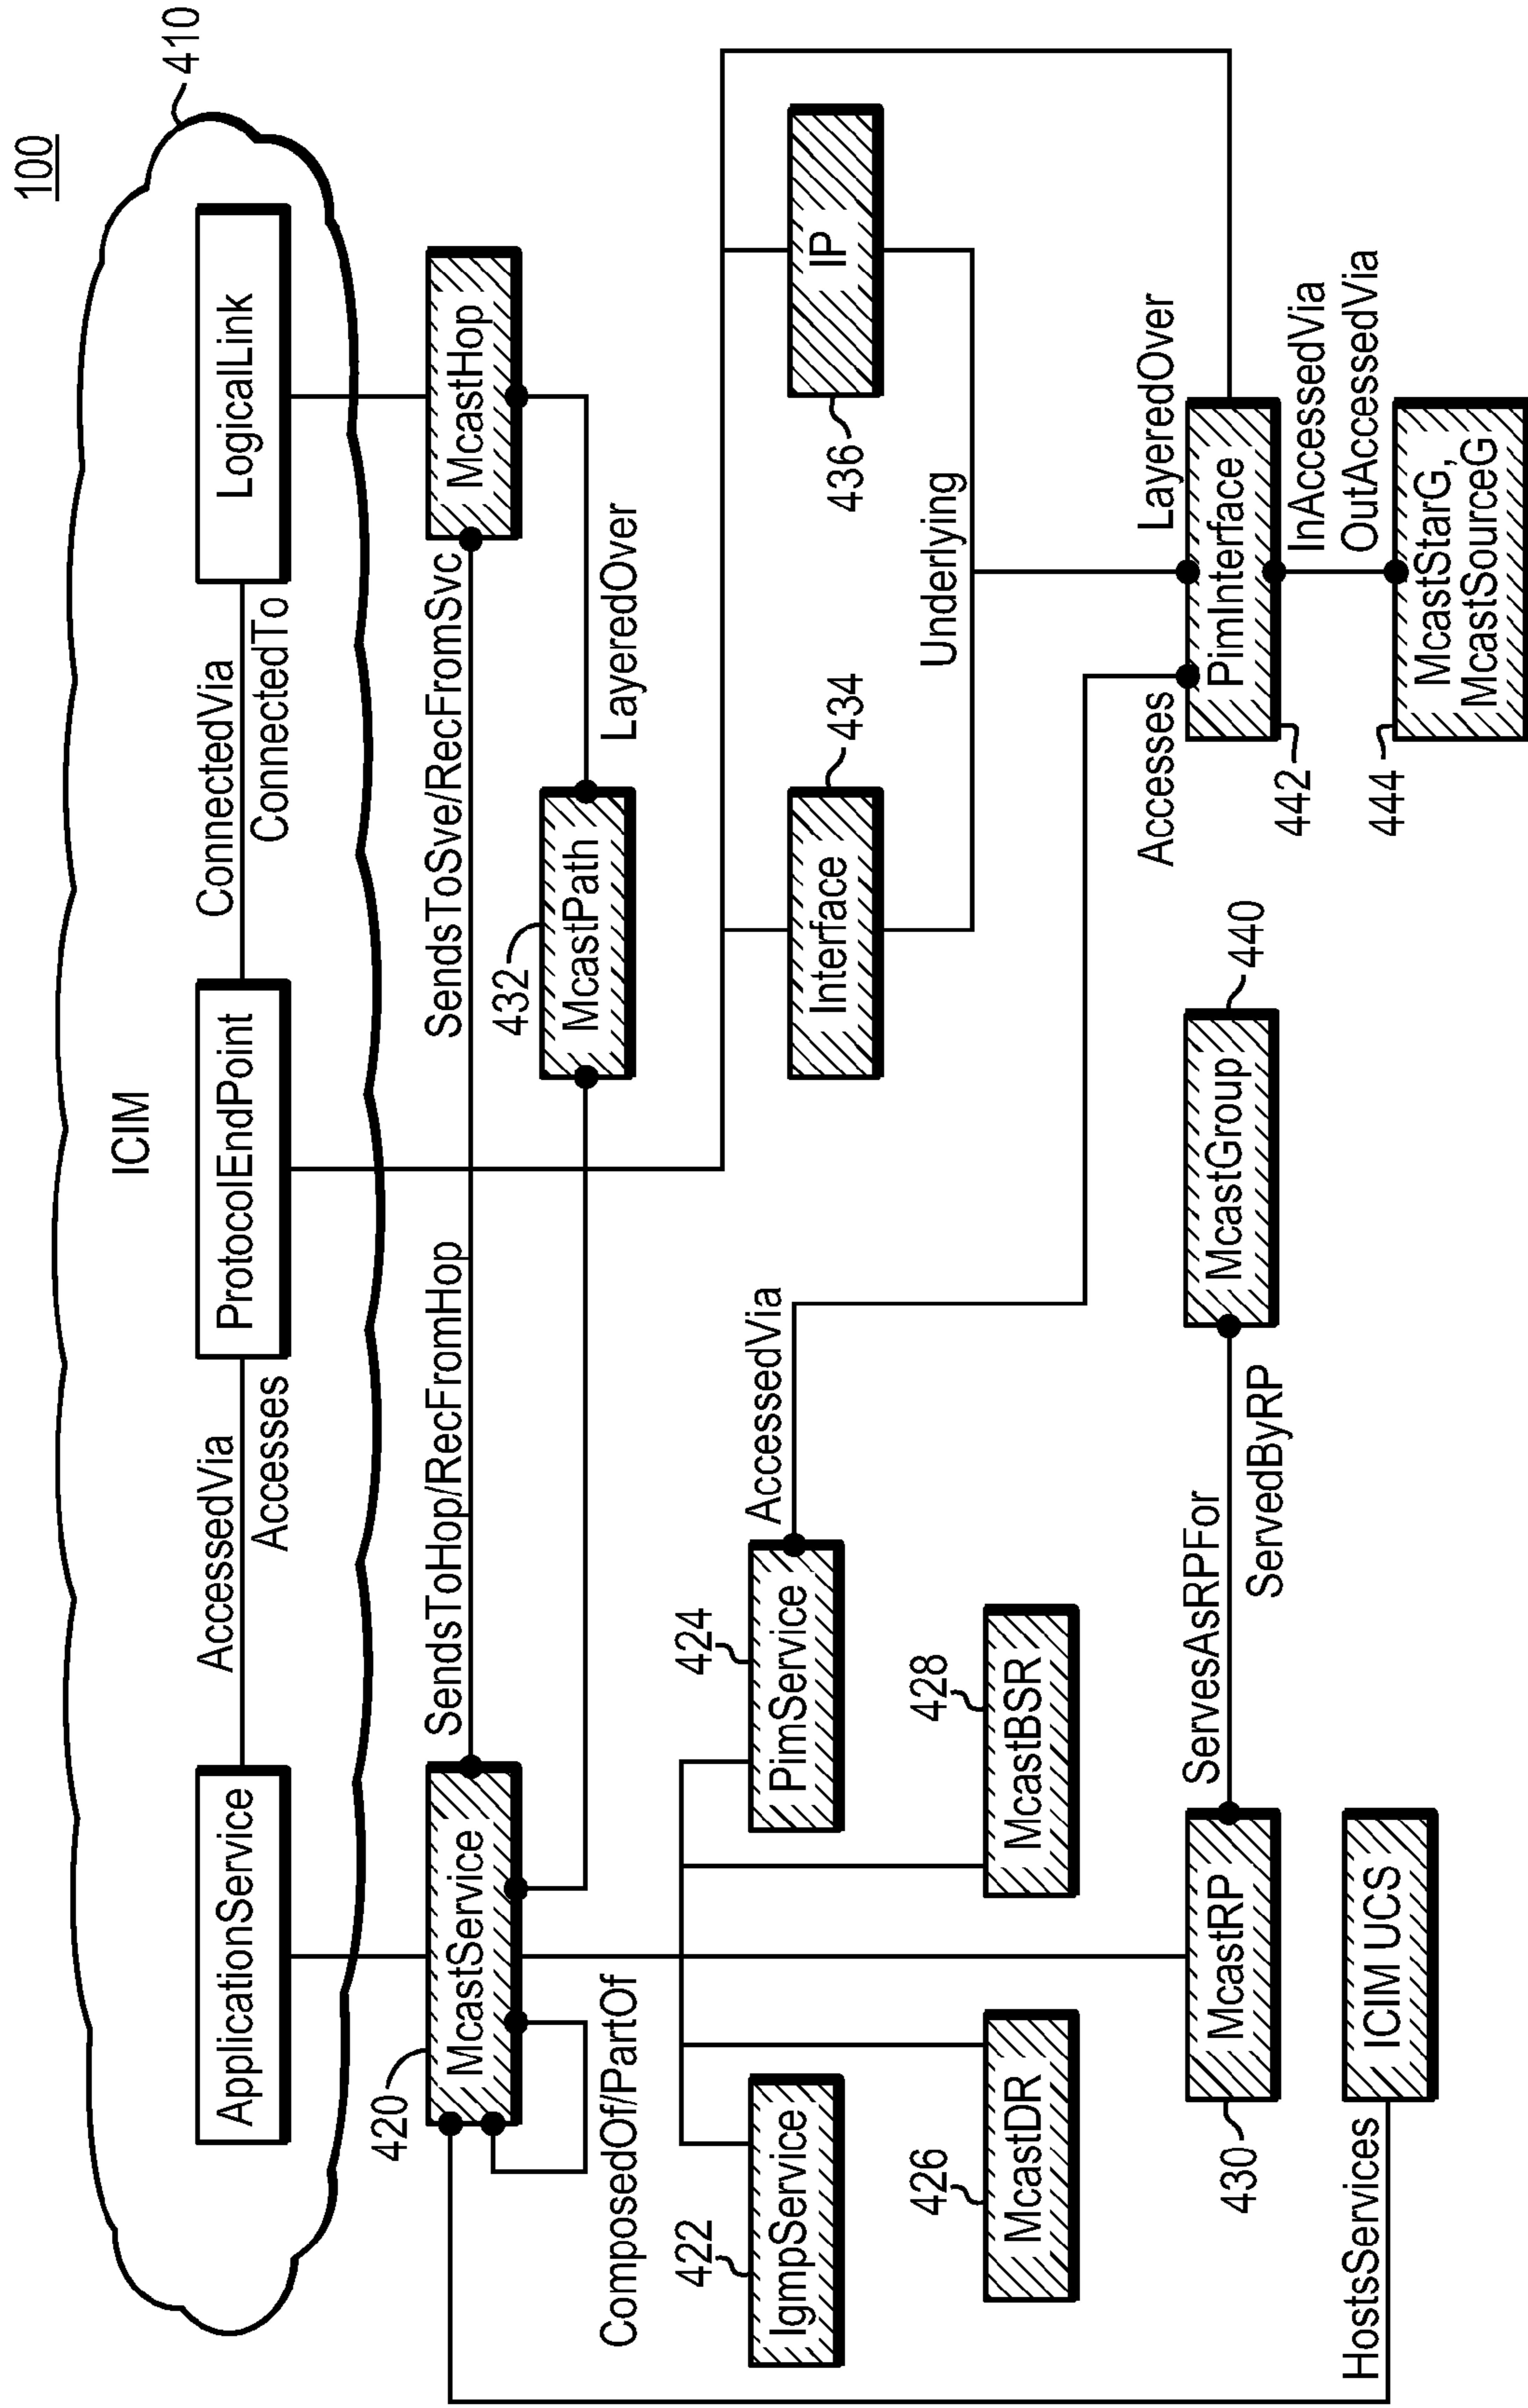 100
410
ICIM
ApplicationService
AccessedVia
Accesses
ProtocolEndPoint
ConnectedVia
ConnectedTo
LogicalLink
420
McastService
SendsToHop/RecFromHop
SendsToSve/RecFromSvc
McastHop
432
McastPath
LayeredOver
ComposedOf/PartOf
422
IgmpService
424
PimService
AccessedVia
Interface
434
IP
436
Underlying
426
McastDR
428
McastBSR
430
McastRP
ServesAsRPFor
ServedByRP
McastGroup
440
Accesses
LayeredOver
PimInterface
442
InAccessedVia
OutAccessedVia
HostsServices
ICIM UCS
444
McastStarG,
McastSourceG